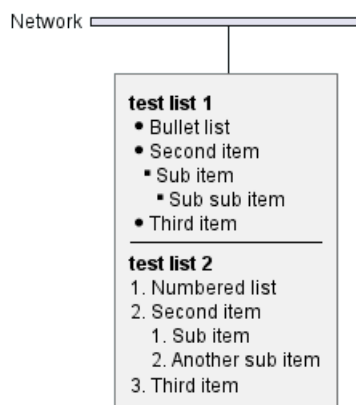 Network
test list 1
• Bullet list
• Second item
▪ Sub item
▪ Sub sub item
• Third item
test list 2
1. Numbered list
2. Second item
1. Sub item
2. Another sub item
3. Third item